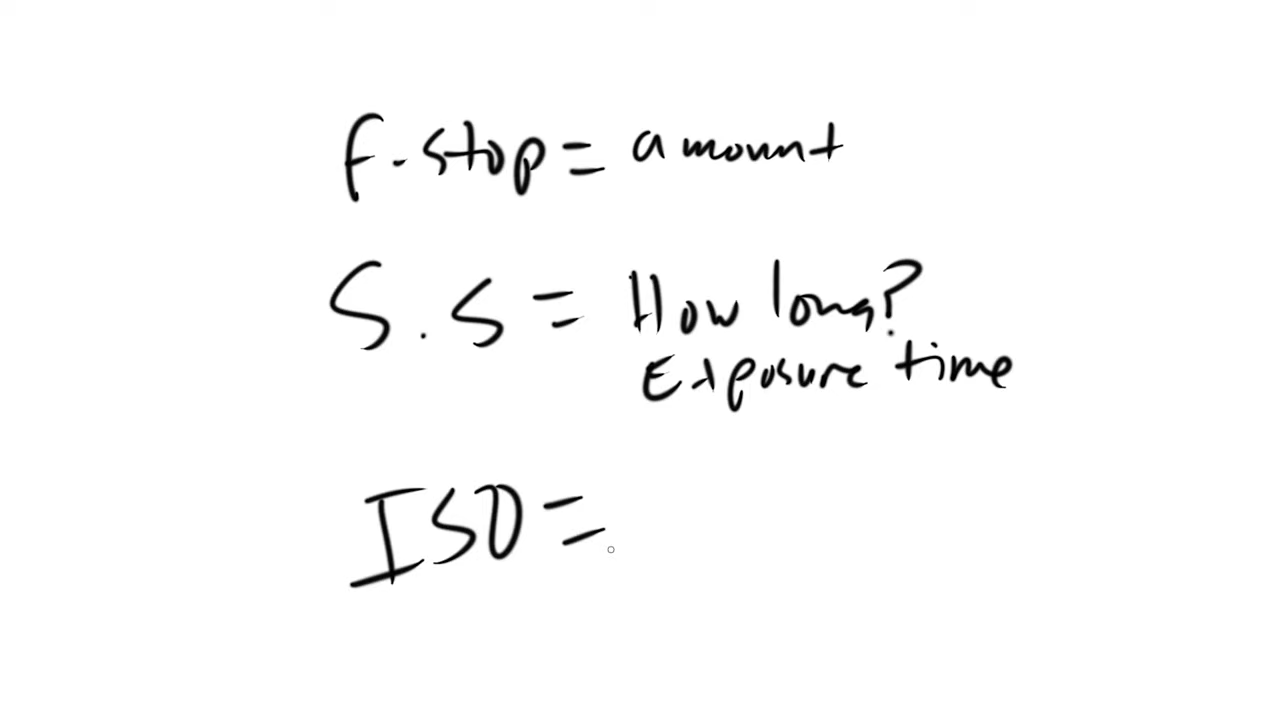 F-stop = amount
S.S = How long?
Exposure time
ISO =